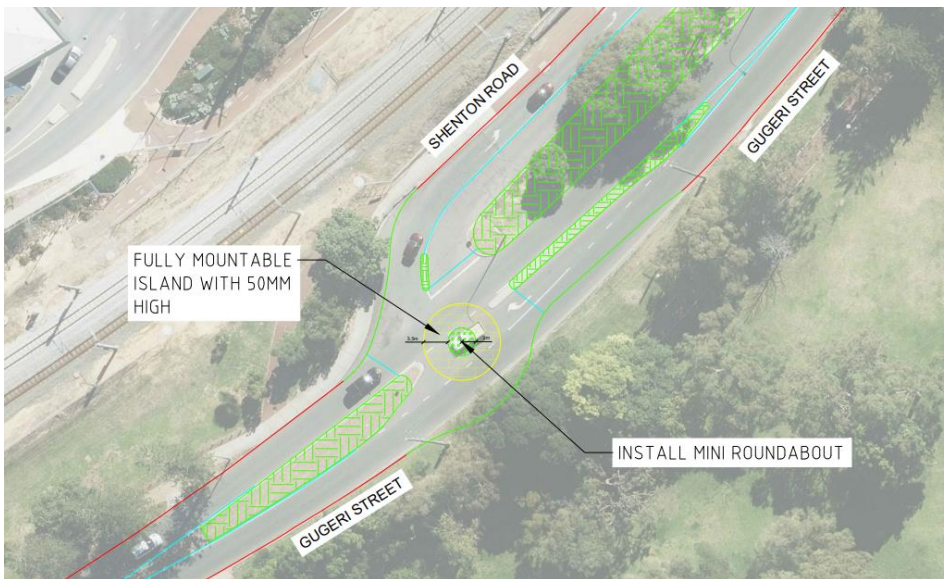 SHENTON ROAD
GUGERI STREET
FULLY MOUNTABLE
ISLAND WITH 50MM
HIGH
INSTALL MINI ROUNDABOUT
GUGERI STREET